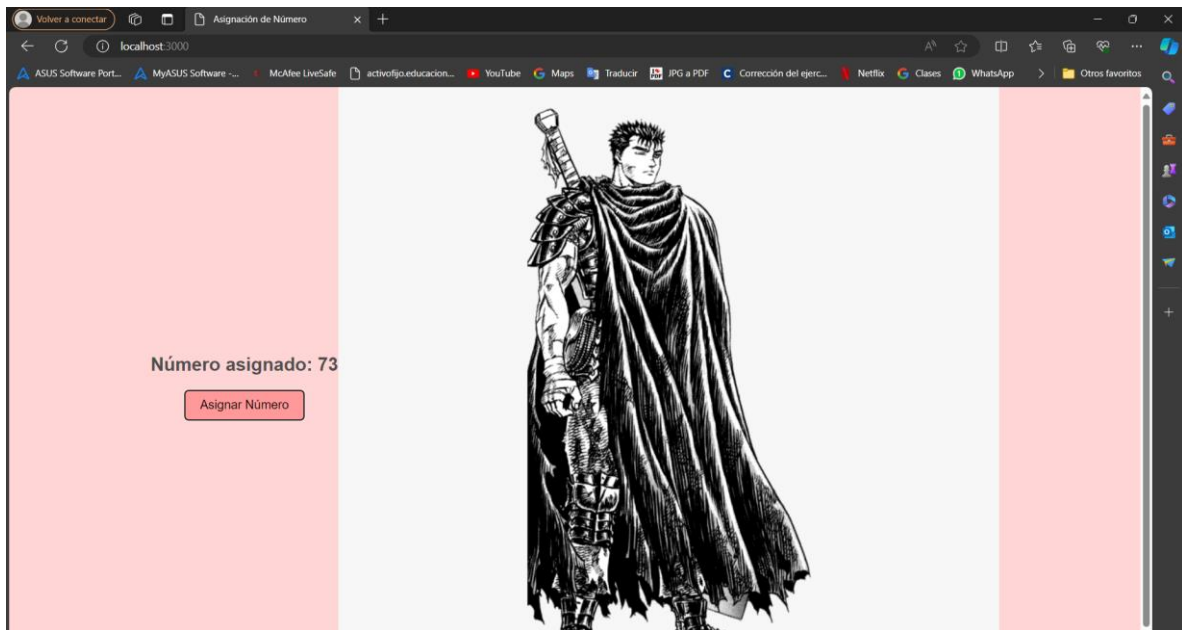 Volver a conectar
Asignación de Número
localhost:3000
ASUS Software Port...
MyASUS Software -...
McAfee LiveSafe
activofijo.educacion...
YouTube
Maps
Traducir
JPG a PDF
Corrección del ejerc...
Netflix
Clases
WhatsApp
Otros favoritos
Número asignado: 73
Asignar Número